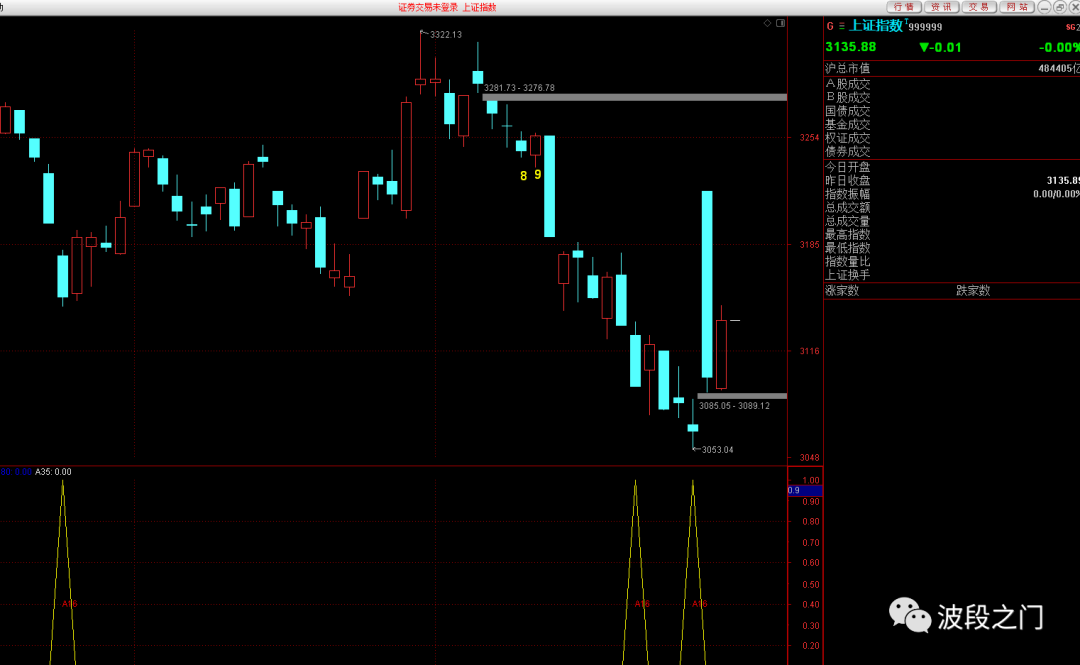 证券交易未登录 上证指数
行情 资讯 交易 网站
3322.13
3281.73 - 3276.78
8 9
3085.05 - 3089.12
3053.04
3254
3185
3116
3048
G 上证指数 999999
3135.88 ▼-0.01 -0.00%
沪总市值 484405亿
A股成交
B股成交
国债成交
基金成交
权证成交
债券成交
今日开盘
昨日收盘 3135.89
指数振幅 0.00/0.00%
总成交额
总成交量
最高指数
最低指数
指数量比
上证换手
涨家数 跌家数
0.00 A35: 0.00
1.00
0.9
0.90
0.80
0.70
0.60
0.50
0.40
0.30
0.20
A16 A16 A16
波段之门